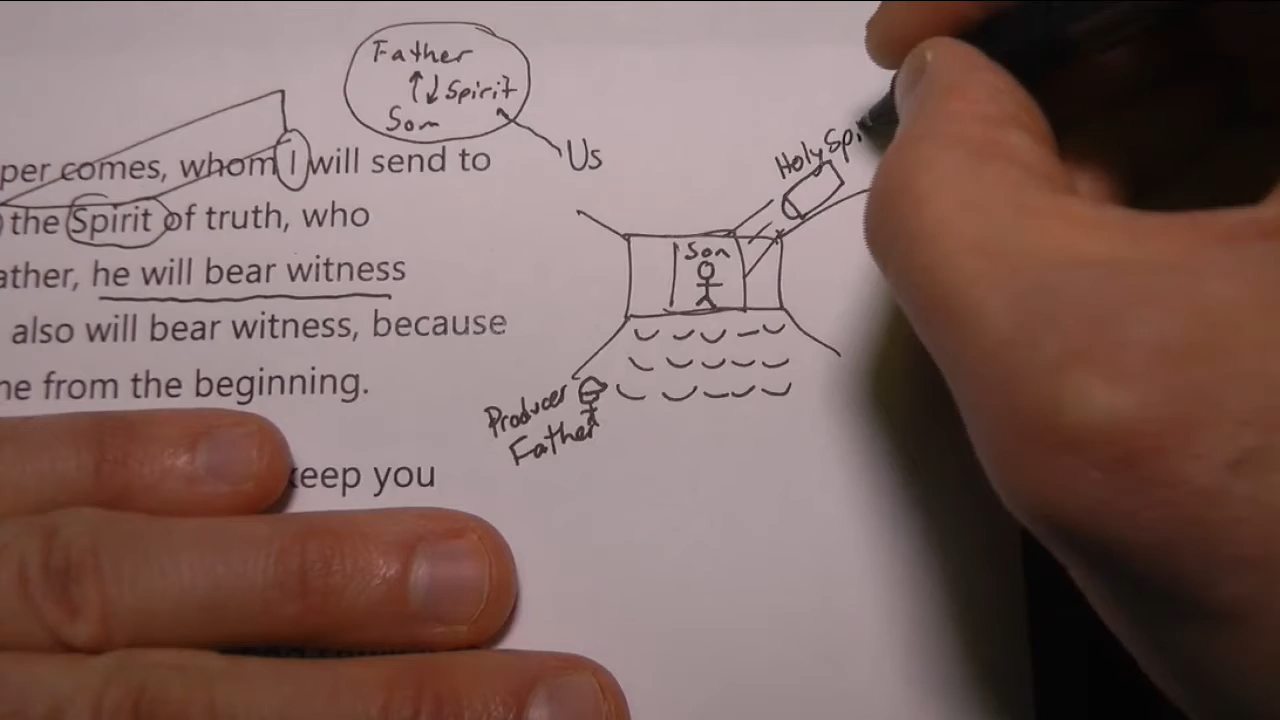 Father
Spirit
Son
Us
per comes, whom I will send to
the Spirit of truth, who
ather, he will bear witness
also will bear witness, because
ne from the beginning.
keep you
Holy Spi
Son
Producer
Father